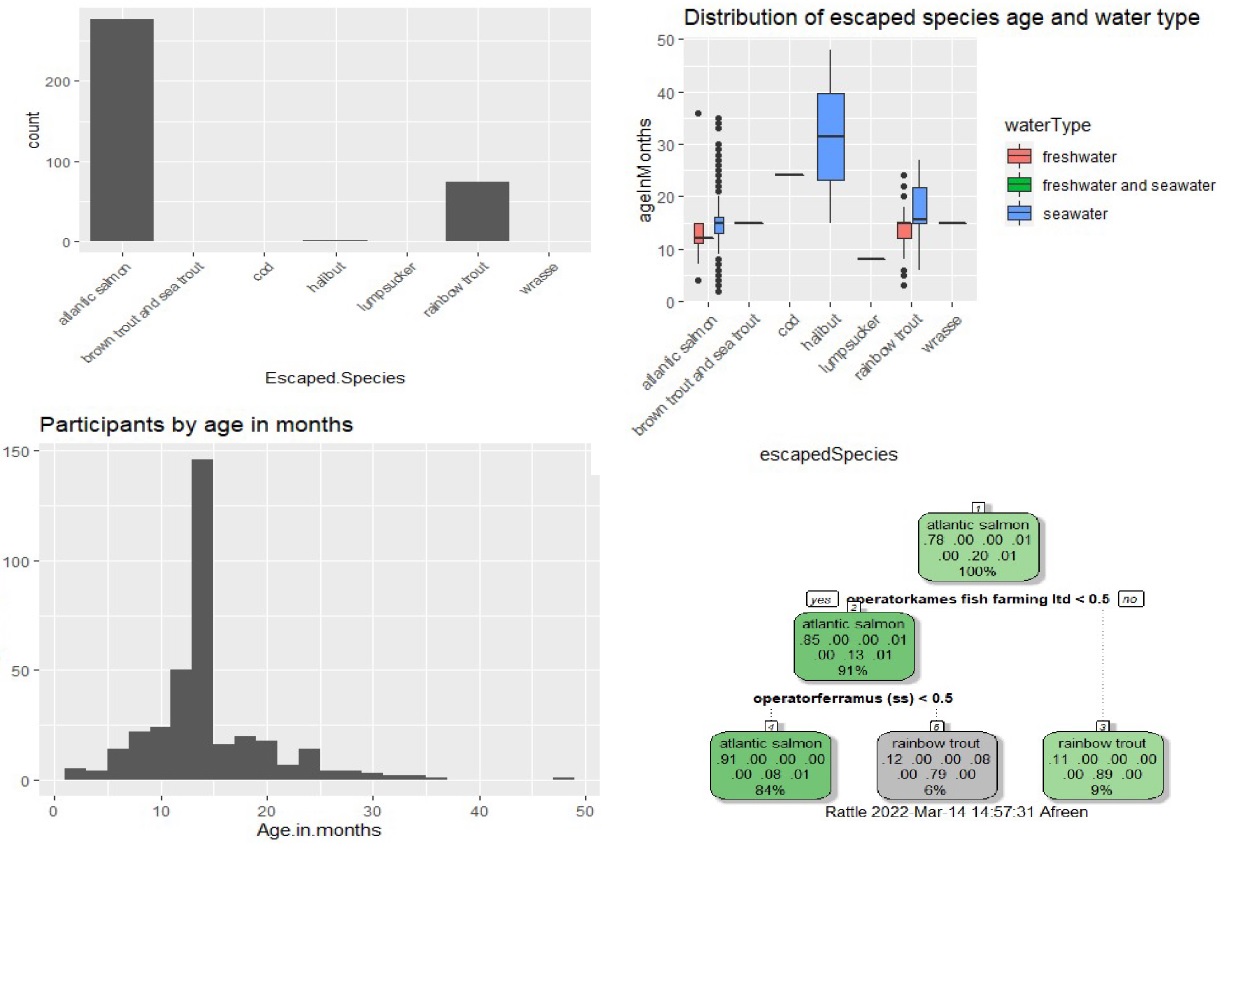 200
100
0
count
atlantic salmon
brown trout and sea trout
cod
halibut
lumpsucker
rainbow trout
wrasse
Escaped.Species
Distribution of escaped species age and water type
50
40
30
20
10
0
ageInMonths
atlantic salmon
brown trout and sea trout
cod
halibut
lumpsucker
rainbow trout
wrasse
escapedSpecies
waterType
freshwater
freshwater and seawater
seawater
Participants by age in months
150
100
50
0
0 10 20 30 40 50
Age.in.months
1
atlantic salmon
.78 .00 .00 .01
.00 .20 .01
100%
yes operatorkames fish farming ltd < 0.5 no
2
atlantic salmon
.85 .00 .00 .01
.00 .13 .01
91%
operatorferramus (ss) < 0.5
4
atlantic salmon
.91 .00 .00 .00
.00 .08 .01
84%
rainbow trout
.12 .00 .00 .08
.00 .79 .00
6%
3
rainbow trout
.11 .00 .00 .00
.00 .89 .00
9%
Rattle 2022-Mar-14 14:57:31 Afreen